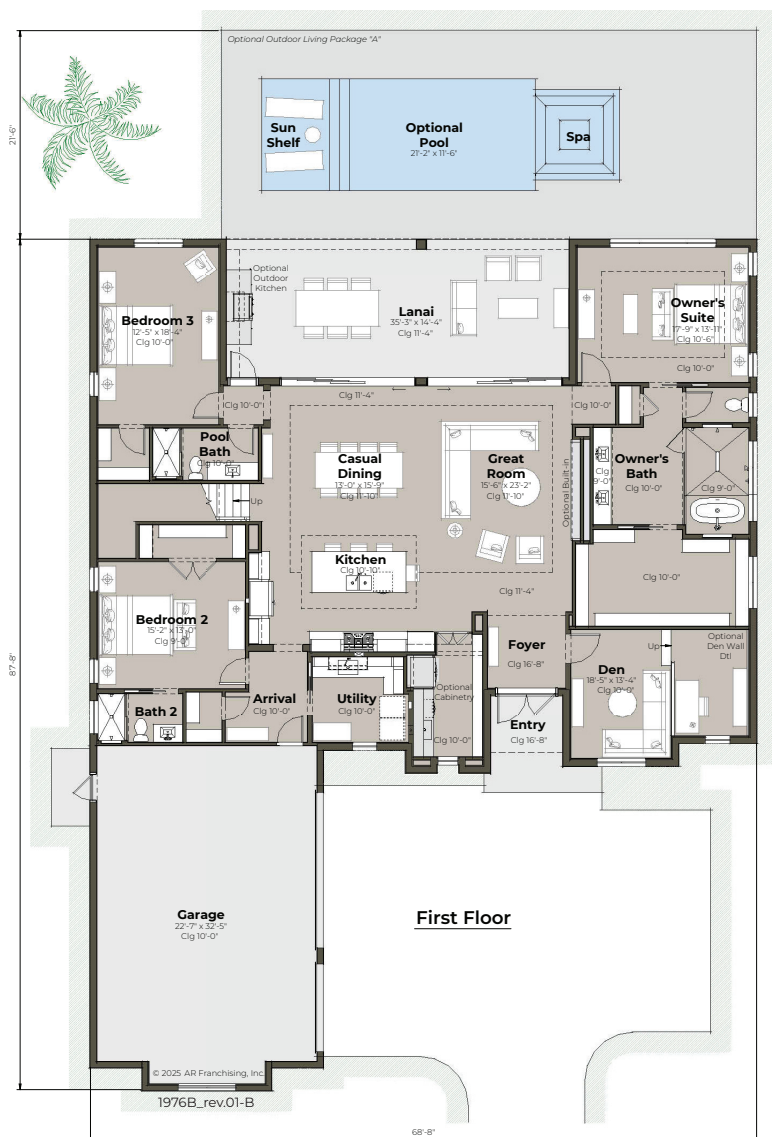 Optional Outdoor Living Package "A"
21'-6"
Sun
Shelf
Optional
Pool
21'-2" x 11'-6"
Spa
Optional
Outdoor
Kitchen
Lanai
35'-3" x 14'-4"
Clg 11'-4"
Bedroom 3
12'-5" x 18'-4"
Clg 10'-0"
Owner's
Suite
17'-9" x 13'-11"
Clg 10'-6"
Clg 10'-0"
Clg 10'-0"
Clg 11'-4"
Clg 10'-0"
Pool
Bath
Clg 10'-0"
Casual
Dining
13'-0" x 15'-9"
Clg 11'-10"
Great
Room
15'-6" x 23'-2"
Clg 11'-10"
Optional Built-in
Clg
9'-0"
Owner's
Bath
Clg 10'-0"
Clg 9'-0"
Up
Kitchen
Clg 10'-10"
Clg 11'-4"
Clg 10'-0"
Bedroom 2
15'-2" x 13'-0"
Clg 9'-0"
87'-8"
Foyer
Clg 16'-8"
Up
Optional
Den Wall
Dtl
Den
18'-5" x 13'-4"
Clg 10'-0"
Arrival
Clg 10'-0"
Utility
Clg 10'-0"
Optional
Cabinetry
Clg 10'-0"
Bath 2
Entry
Clg 16'-8"
Garage
22'-7" x 32'-5"
Clg 10'-0"
First Floor
© 2025 AR Franchising, Inc.
1976B_rev.01-B
68'-8"